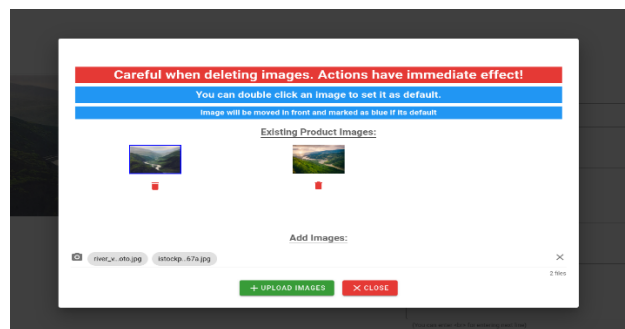 Careful when deleting images. Actions have immediate effect!
You can double click an image to set it as default.
Image will be moved in front and marked as blue if its default
Existing Product Images:
Add Images:
river_v…oto.jpg istockp…67a.jpg
2 files
+ UPLOAD IMAGES × CLOSE